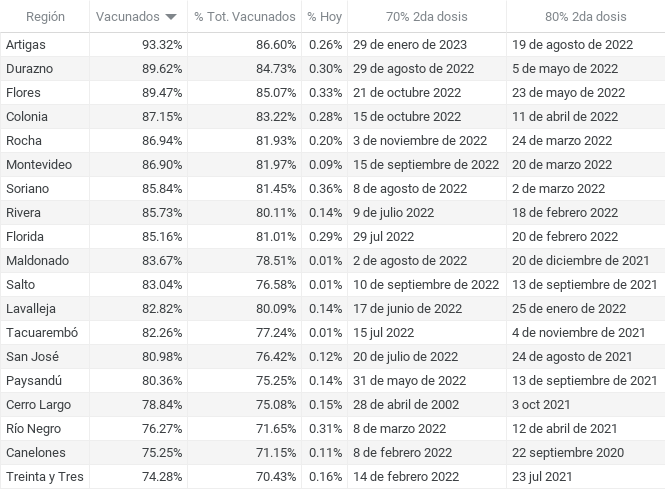 Región Vacunados % Tot. Vacunados % Hoy 70% 2da dosis 80% 2da dosis
Artigas 93.32% 86.60% 0.26% 29 de enero de 2023 19 de agosto de 2022
Durazno 89.62% 84.73% 0.30% 29 de agosto de 2022 5 de mayo de 2022
Flores 89.47% 85.07% 0.33% 21 de octubre 2022 23 de mayo de 2022
Colonia 87.15% 83.22% 0.28% 15 de octubre 2022 11 de abril de 2022
Rocha 86.94% 81.93% 0.20% 3 de noviembre de 2022 24 de marzo 2022
Montevideo 86.90% 81.97% 0.09% 15 de septiembre de 2022 20 de marzo 2022
Soriano 85.84% 81.45% 0.36% 8 de agosto de 2022 2 de marzo 2022
Rivera 85.73% 80.11% 0.14% 9 de julio 2022 18 de febrero 2022
Florida 85.16% 81.01% 0.29% 29 jul 2022 20 de febrero 2022
Maldonado 83.67% 78.51% 0.01% 2 de agosto de 2022 20 de diciembre de 2021
Salto 83.04% 76.58% 0.01% 10 de septiembre de 2022 13 de septiembre de 2021
Lavalleja 82.82% 80.09% 0.14% 17 de junio de 2022 25 de enero de 2022
Tacuarembó 82.26% 77.24% 0.01% 15 jul 2022 4 de noviembre de 2021
San José 80.98% 76.42% 0.12% 20 de julio de 2022 24 de agosto de 2021
Paysandú 80.36% 75.25% 0.14% 31 de mayo de 2022 13 de septiembre de 2021
Cerro Largo 78.84% 75.08% 0.15% 28 de abril de 2002 3 oct 2021
Río Negro 76.27% 71.65% 0.31% 8 de marzo 2022 12 de abril de 2021
Canelones 75.25% 71.15% 0.11% 8 de febrero 2022 22 septiembre 2020
Treinta y Tres 74.28% 70.43% 0.16% 14 de febrero 2022 23 jul 2021